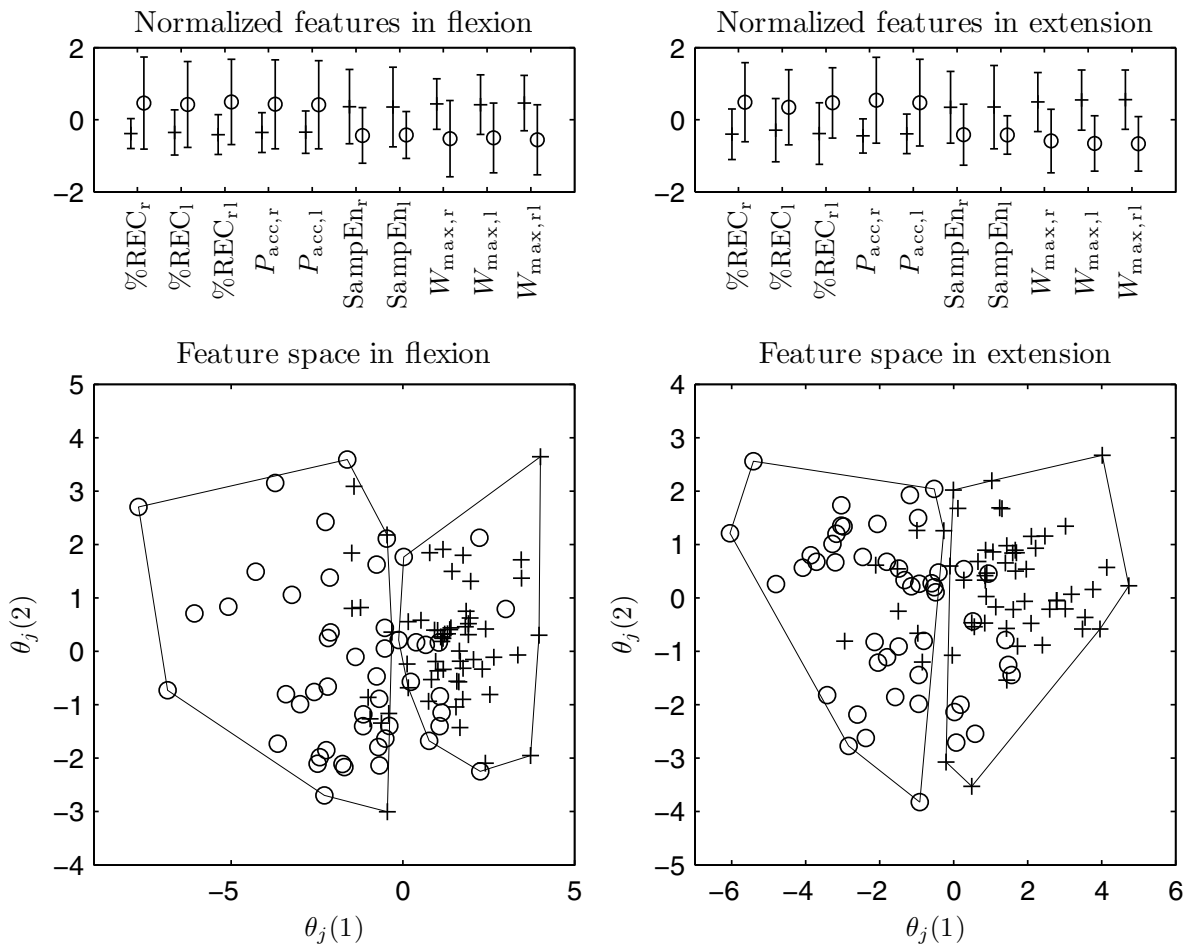 Normalized features in flexion
2
0
−2
%REC_r
%REC_l
%REC_rl
P_acc,r
P_acc,l
SampEn_r
SampEn_l
W_max,r
W_max,l
W_max,rl
Normalized features in extension
2
0
−2
%REC_r
%REC_l
%REC_rl
P_acc,r
P_acc,l
SampEn_r
SampEn_l
W_max,r
W_max,l
W_max,rl
Feature space in flexion
5
4
3
2
1
0
−1
−2
−3
−4
θ_j(2)
−5
0
5
θ_j(1)
Feature space in extension
4
3
2
1
0
−1
−2
−3
−4
−5
θ_j(2)
−6
−4
−2
0
2
4
6
θ_j(1)